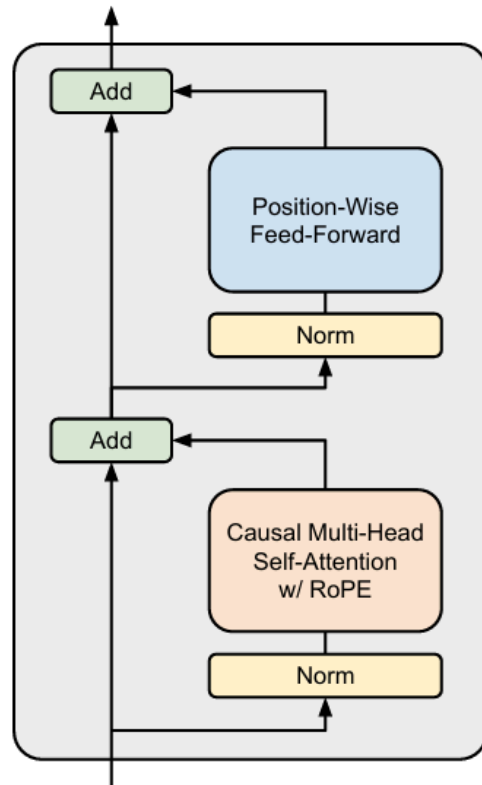 Add
Position-Wise
Feed-Forward
Norm
Add
Causal Multi-Head
Self-Attention
w/ RoPE
Norm